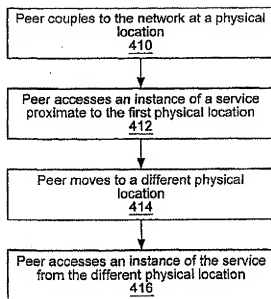 Peer couples to the network at a physical
location
410
Peer accesses an instance of a service
proximate to the first physical location
412
Peer moves to a different physical
location
414
Peer accesses an instance of the service
from the different physical location
416